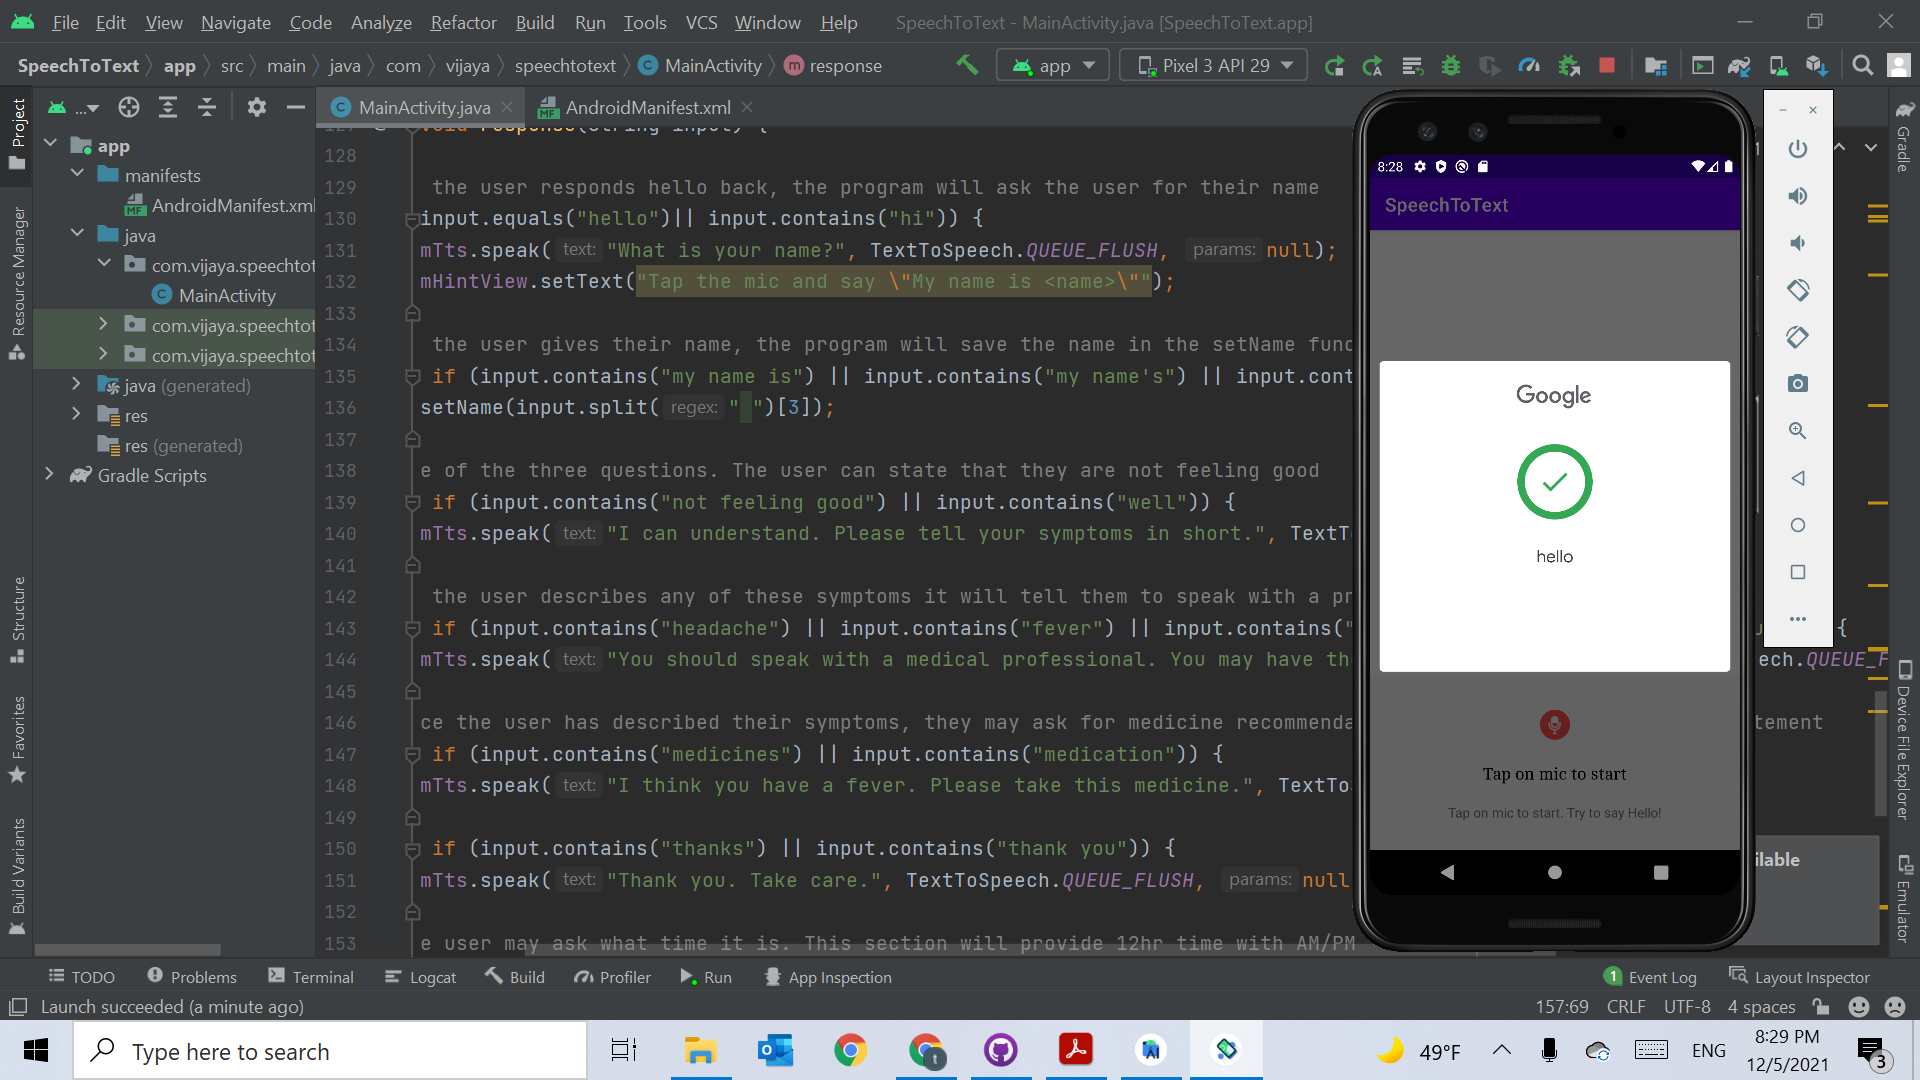 File Edit View Navigate Code Analyze Refactor Build Run Tools VCS Window Help SpeechToText - MainActivity.java [SpeechToText.app]
SpeechToText app src main java com vijaya speechtotext MainActivity response app Pixel 3 API 29
... MainActivity.java AndroidManifest.xml
Project
Resource Manager
Structure
Favorites
Build Variants
app
manifests
AndroidManifest.xml
java
com.vijaya.speechtot
MainActivity
com.vijaya.speechtot
com.vijaya.speechtot
java (generated)
res
res (generated)
Gradle Scripts
127 void response(String input) {
128
129 the user responds hello back, the program will ask the user for their name
130 input.equals("hello")|| input.contains("hi")) {
131 mTts.speak( text: "What is your name?", TextToSpeech.QUEUE_FLUSH, params: null);
132 mHintView.setText("Tap the mic and say \"My name is <name>\"");
133
134 the user gives their name, the program will save the name in the setName func
135 if (input.contains("my name is") || input.contains("my name's") || input.cont
136 setName(input.split( regex: " ")[3]);
137
138 e of the three questions. The user can state that they are not feeling good
139 if (input.contains("not feeling good") || input.contains("well")) {
140 mTts.speak( text: "I can understand. Please tell your symptoms in short.", TextT
141
142 the user describes any of these symptoms it will tell them to speak with a pr
143 if (input.contains("headache") || input.contains("fever") || input.contains(" {
144 mTts.speak( text: "You should speak with a medical professional. You may have th ech.QUEUE_F
145
146 ce the user has described their symptoms, they may ask for medicine recommenda tement
147 if (input.contains("medicines") || input.contains("medication")) {
148 mTts.speak( text: "I think you have a fever. Please take this medicine.", TextTo
149
150 if (input.contains("thanks") || input.contains("thank you")) {
151 mTts.speak( text: "Thank you. Take care.", TextToSpeech.QUEUE_FLUSH, params: null
152
153 e user may ask what time it is. This section will provide 12hr time with AM/PM
8:28
SpeechToText
Google
hello
Tap on mic to start
Tap on mic to start. Try to say Hello!
ilable
Gradle
Device File Explorer
Emulator
TODO Problems Terminal Logcat Build Profiler Run App Inspection 1 Event Log Layout Inspector
Launch succeeded (a minute ago) 157:69 CRLF UTF-8 4 spaces
Type here to search 49°F ENG 8:29 PM
12/5/2021 3